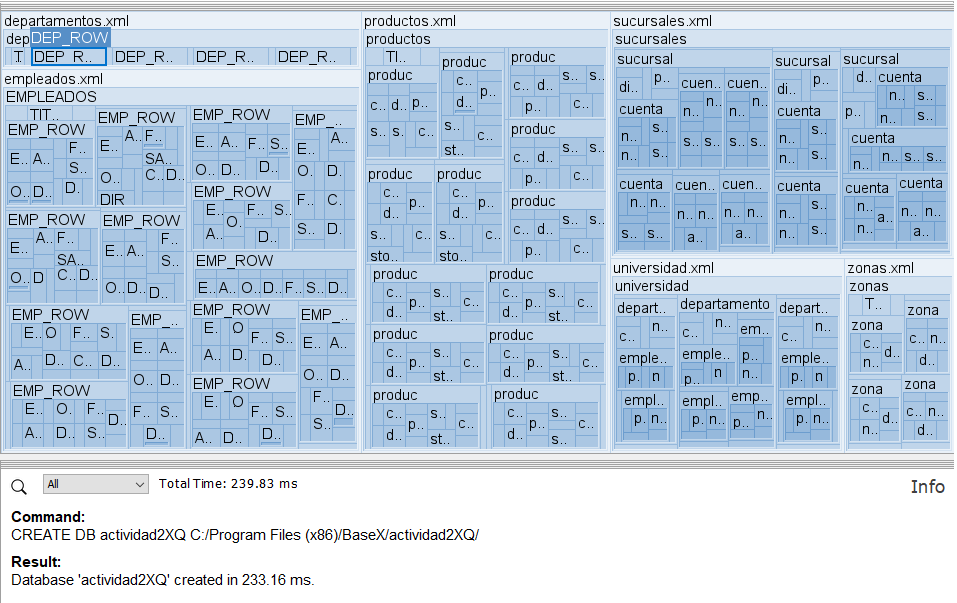 departamentos.xml
dep
DEP_ROW
T.
DEP_R..
DEP_R..
DEP_R..
DEP_R..
empleados.xml
EMPLEADOS
TIT..
EMP_ROW
E..
A..
F..
S..
O..
D..
D.
EMP_ROW
E..
A..
F..
SA..
O..
C..
D..
DIR
EMP_ROW
E..
A..
F..
S..
O..
D..
D..
EMP_..
E..
A..
O..
D..
F..
C..
S..
D..
EMP_ROW
E..
F..
S..
O.
A..
D..
EMP_ROW
E..
A..
F..
SA..
O..
D
C..
D..
EMP_ROW
E..
A..
F..
S..
O..
D..
D..
EMP_ROW
E..
A..
O..
D..
F..
S..
D..
EMP_ROW
E..
O
F..
S..
A..
D..
C..
D..
EMP_..
E..
A..
O..
D..
F..
S..
D..
EMP_ROW
E..
O
F..
S..
A..
D.
D..
EMP_..
E..
A..
O..
D..
F..
D..
S..
EMP_ROW
E..
O.
F..
D..
A..
D..
S..
EMP_ROW
E..
O
F..
S..
A..
D..
D..
productos.xml
productos
TI..
produc
c..
d..
p..
s..
s..
c..
produc
c..
p..
d..
s..
c..
st..
produc
c..
d..
s..
s..
p..
c..
produc
c..
d..
s..
s..
p..
c..
produc
c..
p..
d..
s..
c..
sto..
produc
c..
p..
d..
s..
c..
sto..
produc
c..
d..
s..
s..
p..
c..
produc
c..
p..
s..
c..
d..
st..
produc
c..
p..
s..
c..
d..
st..
produc
c..
p..
s..
c..
d..
st..
produc
c..
p..
s..
c..
d..
st..
produc
c..
p..
s..
c..
d..
st..
produc
c..
p..
s..
c..
d..
s..
sucursales.xml
sucursales
sucursal
di..
p..
cuen..
n..
n..
s..
s..
cuen..
n..
n..
s..
s..
cuenta
n..
s..
n..
s..
cuenta
n..
n..
s..
s..
cuen..
n..
n..
a..
cuen..
n..
n..
a..
sucursal
di..
p..
cuenta
n..
s..
n..
s..
cuenta
n..
s..
n..
s..
sucursal
d..
p..
cuenta
n..
s..
n..
s..
cuenta
n..
n..
s..
s..
cuenta
n..
a..
n..
cuenta
n..
n..
a..
universidad.xml
universidad
depart..
c..
n..
emple..
p.
n
empl..
p.
n..
departamento
c..
n..
em..
p..
n..
emple..
p..
n
empl..
p..
n..
emp..
p..
n..
depart..
c..
n..
emple..
p.
n
empl..
p..
n..
zonas.xml
zonas
T..
zona
c..
d..
n..
zona
c..
n..
d..
zona
c..
d..
n..
zona
c..
n..
d..
All
Total Time: 239.83 ms
Info
Command:
CREATE DB actividad2XQ C:/Program Files (x86)/BaseX/actividad2XQ/
Result:
Database 'actividad2XQ' created in 233.16 ms.